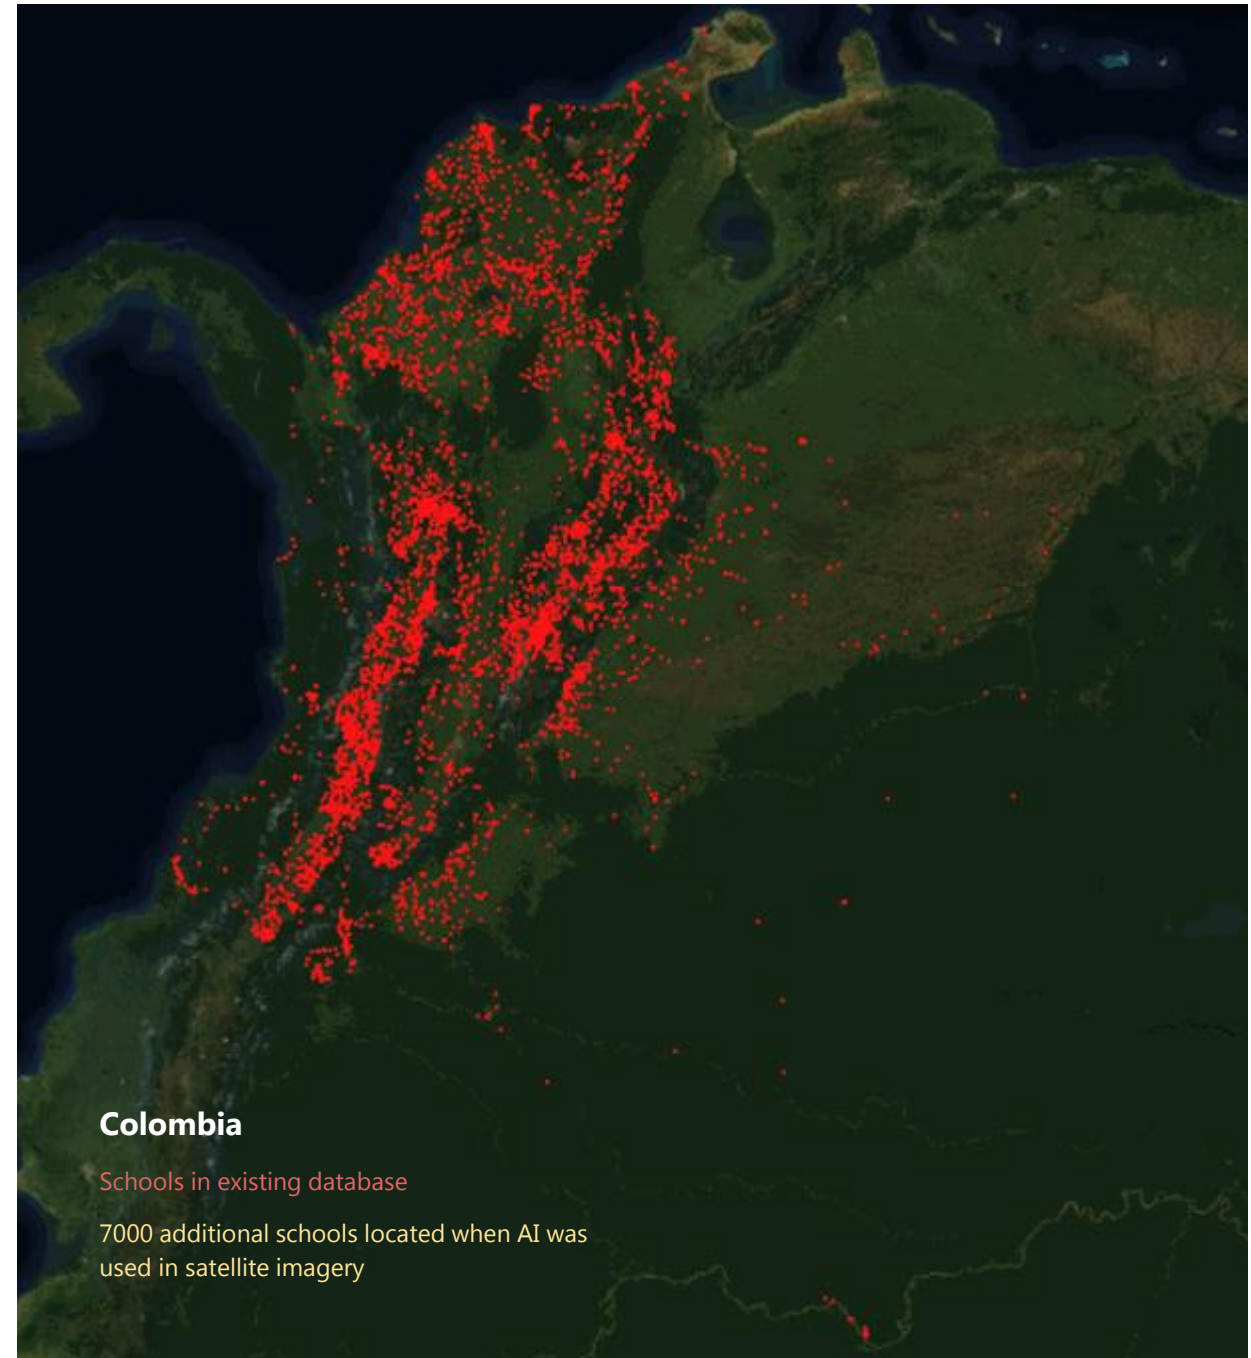 Colombia
Schools in existing database
7000 additional schools located when AI was
used in satellite imagery